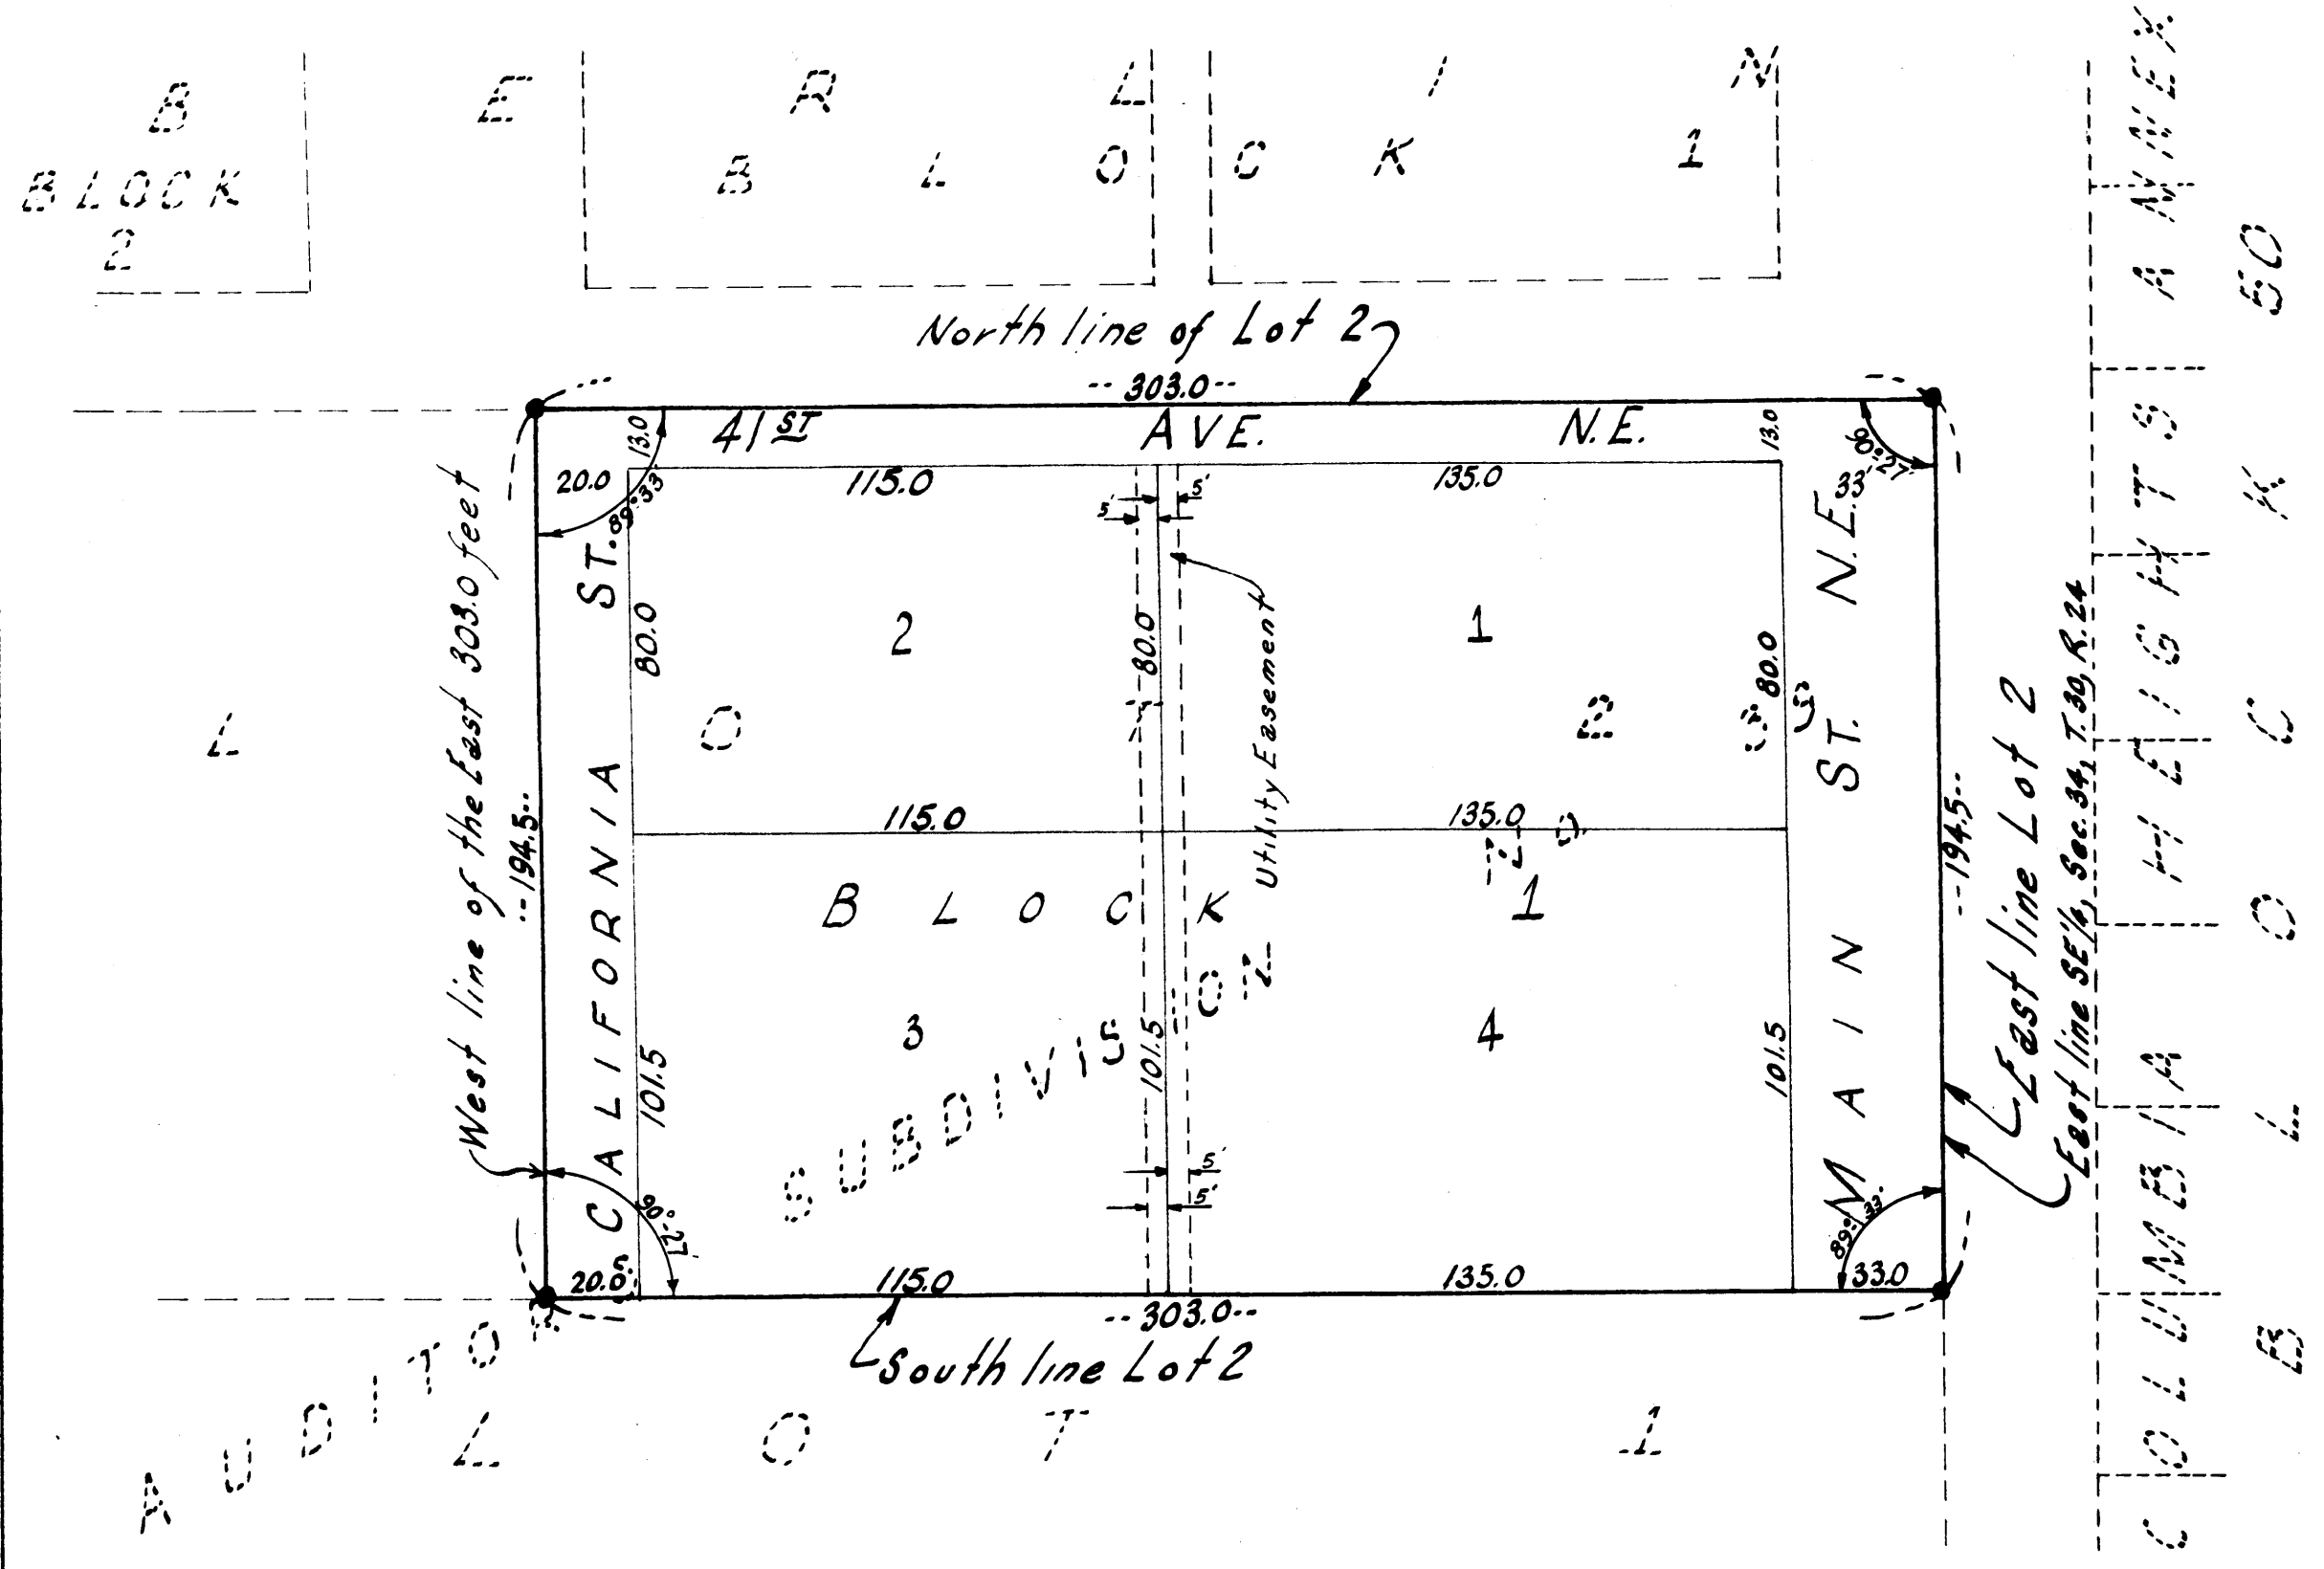 B E R L I N
BLOCK
2
B L O C K 1
North line of Lot 2
--303.0--
41ST AVE. N.E.
13.0
13.0
20.0
89°33'
115.0
135.0
33'
90°27'
5'
5'
West line of the East 303.0 feet
--194.5--
CALIFORNIA ST.
80.0
2
80.0
Utility Easement
1
80.0
MAIN ST. N.E.
L O T 2
115.0
135.0
BLOCK 1
--194.5--
East line Lot 2
East line SE¼, Sec. 34, T.30, R.24
3
4
101.5
101.5
101.5
5'
5'
90°27'
89°33'
20.0
115.0
135.0
33.0
--303.0--
South line Lot 2
AUDITOR'S SUBDIVISION NO. 153
L O T 1
COLUMBIA HEIGHTS ANNEX
BLOCK 50